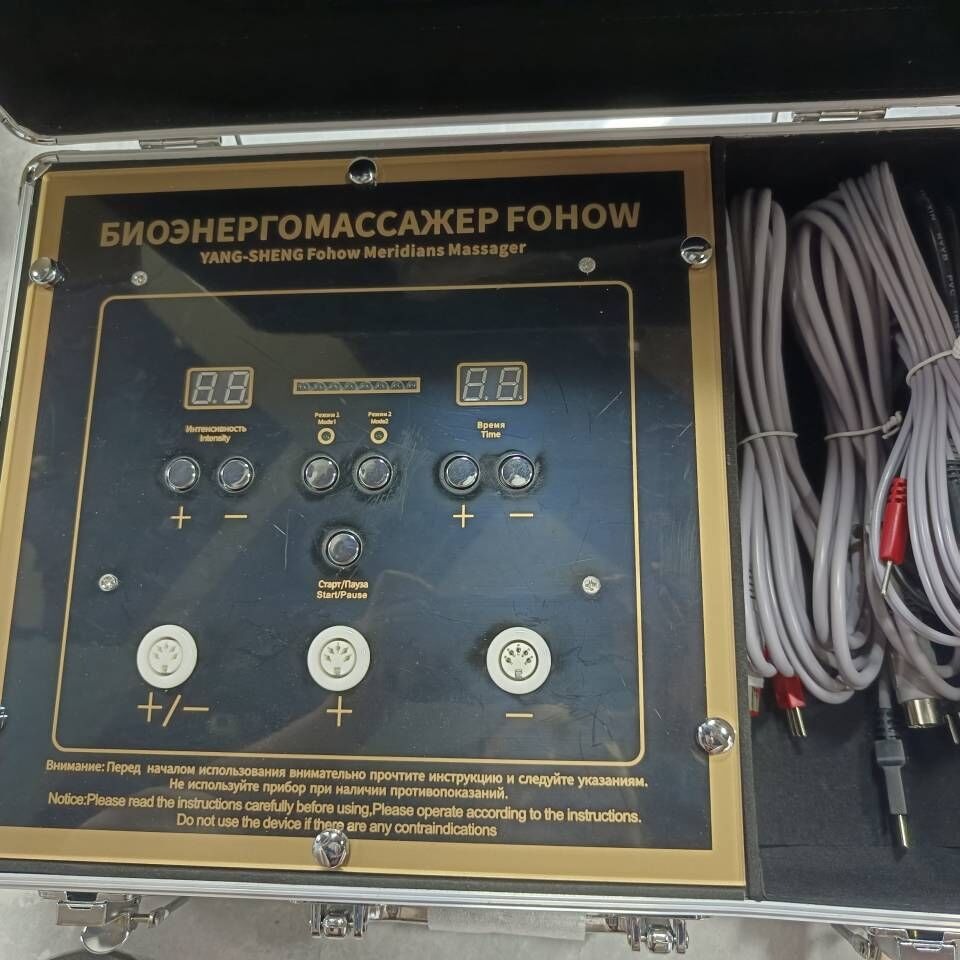 БИОЭНЕРГОМАССАЖЕР FOHOW
YANG-SHENG Fohow Meridians Massager
Интенсивность
Intensity
Режим 1
Mode1
Режим 2
Mode2
Время
Time
+ −
+ −
Старт/Пауза
Start/Pause
+/−
+
−
Внимание: Перед началом использования внимательно прочтите инструкцию и следуйте указаниям.
Не используйте прибор при наличии противопоказаний.
Notice:Please read the instructions carefully before using,Please operate according to the instructions.
Do not use the device if there are any contraindications
PVC